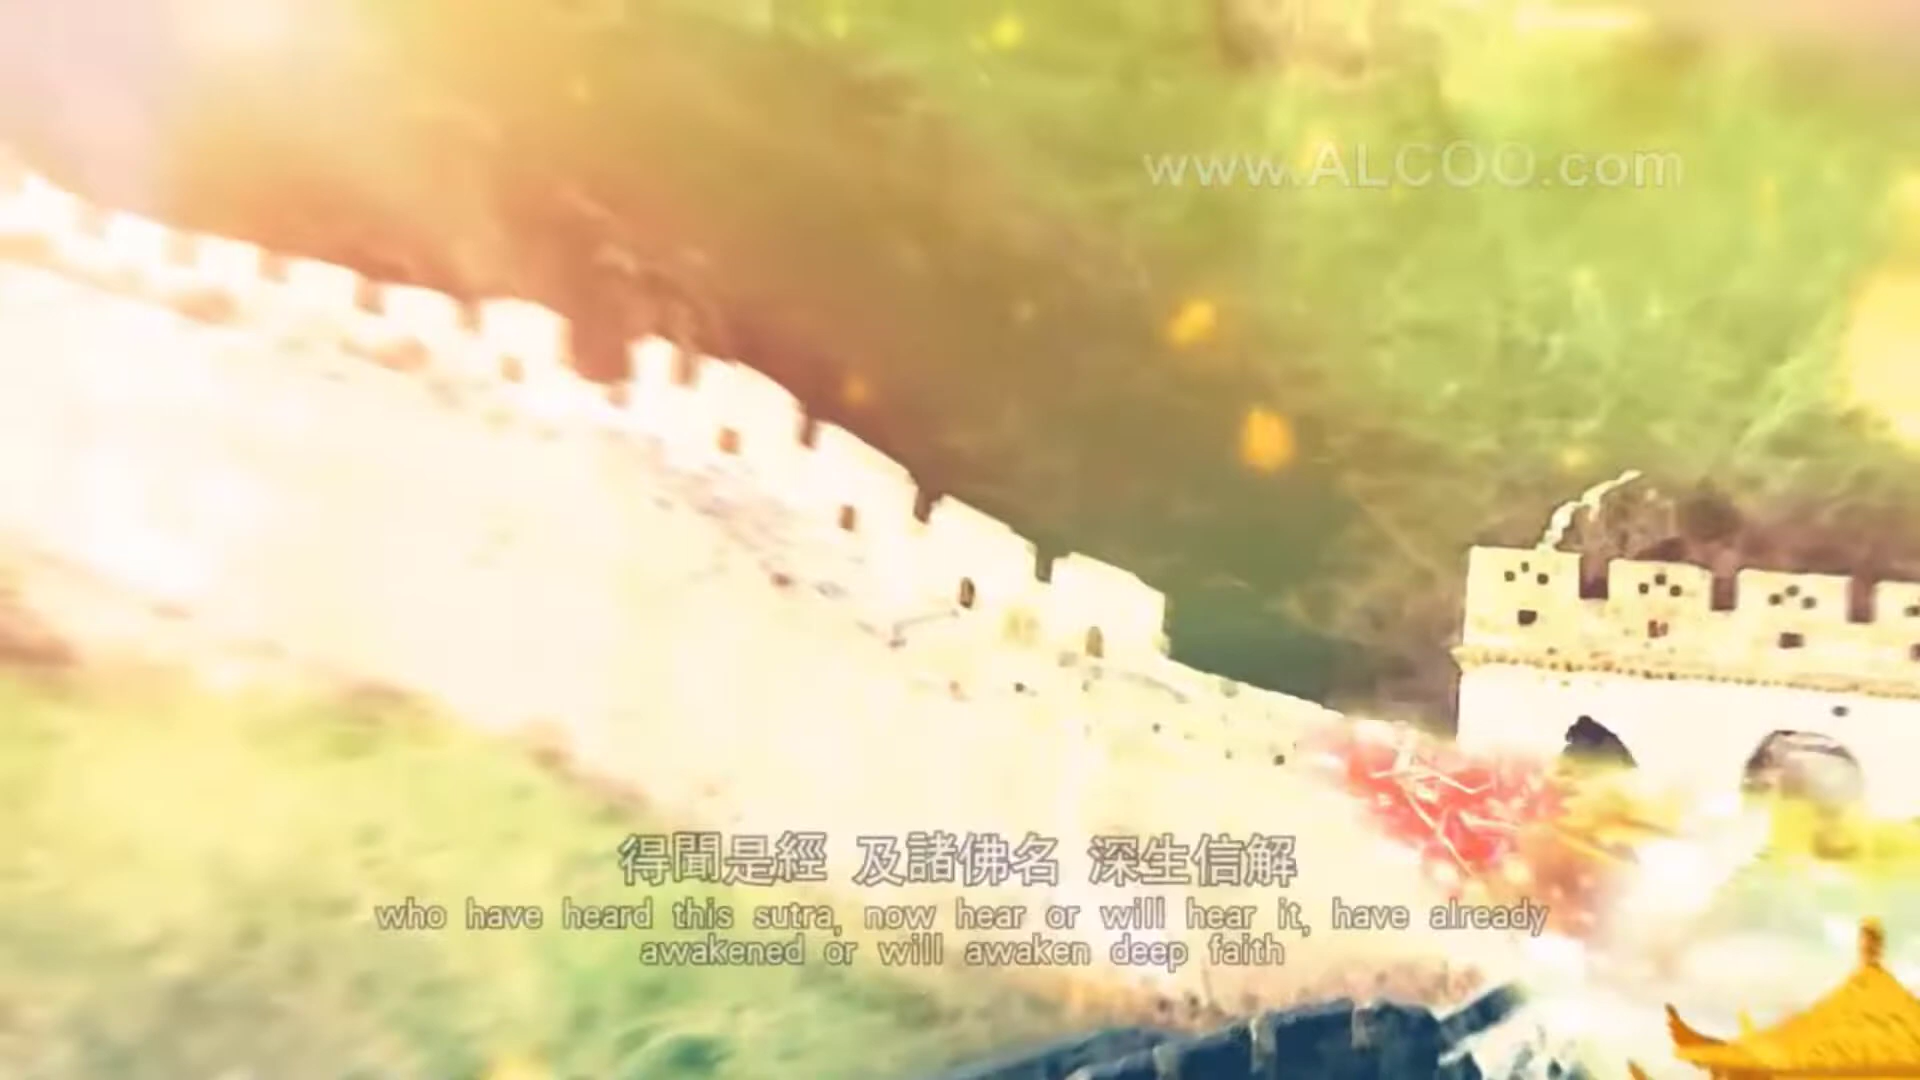 www.ALCOO.com
得聞是經 及諸佛名 深生信解
who have heard this sutra, now hear or will hear it, have already
awakened or will awaken deep faith